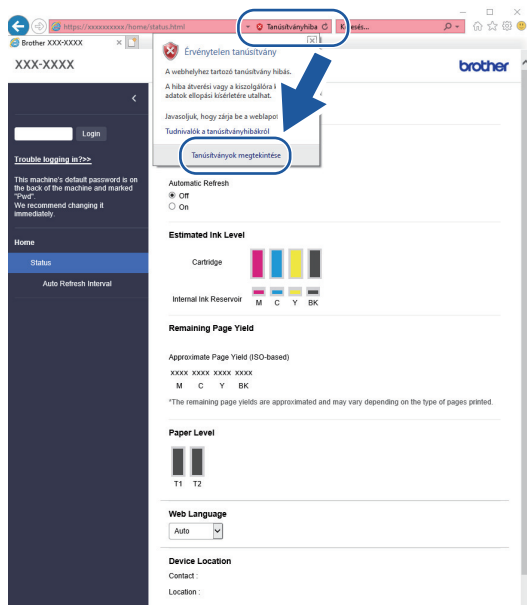 https://xxxxxxxxx/home/status.html
Tanúsítványhiba
Brother XXX-XXXX
XXX-XXXX
brother
Érvénytelen tanúsítvány
A webhelyhez tartozó tanúsítvány hibás.
A hiba átverési vagy a kiszolgálóra
adatok ellopási kísérletére utalhat.
Javasoljuk, hogy zárja be a weblapot
Tudnivalók a tanúsítványhibákról
Tanúsítványok megtekintése
Login
Trouble logging in?>>
This machine's default password is on
the back of the machine and marked
"Pwd".
We recommend changing it
immediately.
Home
Status
Auto Refresh Interval
Automatic Refresh
Off
On
Estimated Ink Level
Cartridge
Internal Ink Reservoir
M C Y BK
Remaining Page Yield
Approximate Page Yield (ISO-based)
xxxx xxxx xxxx xxxx
M C Y BK
*The remaining page yields are approximated and may vary depending on the type of pages printed.
Paper Level
T1 T2
Web Language
Auto
Device Location
Contact :
Location :